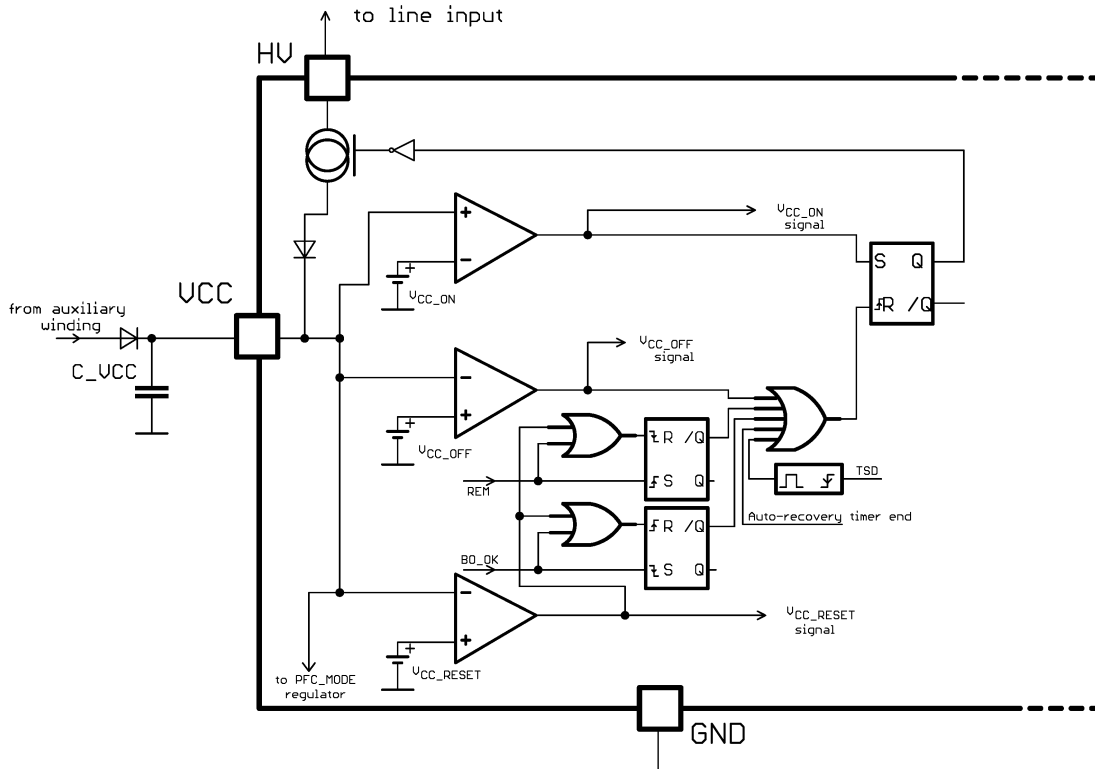 to line input
HV
VCC_ON
signal
S Q
R /Q
VCC
from auxiliary
winding
C_VCC
+
-
+
VCC_ON
VCC_OFF
signal
-
+
+
VCC_OFF
R /Q
S Q
REM
TSD
Auto-recovery timer end
R /Q
S Q
BO_OK
-
+
+
VCC_RESET
VCC_RESET
signal
to PFC_MODE
regulator
GND